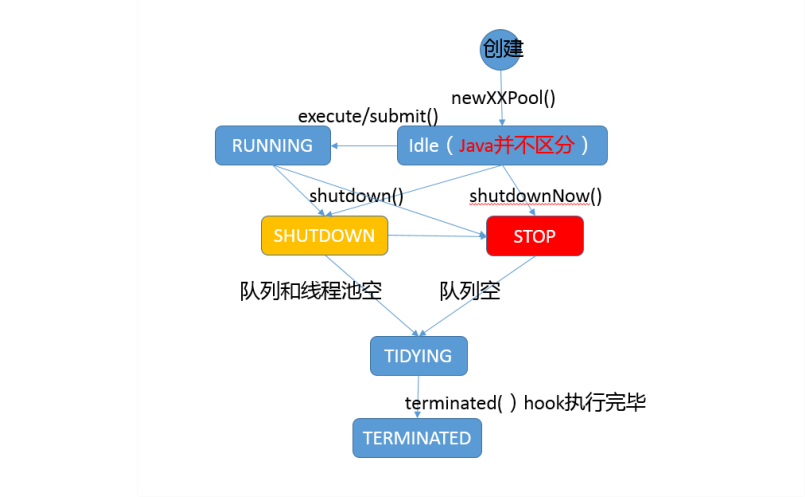 创建
newXXPool()
execute/submit()
RUNNING
Idle（Java并不区分）
shutdown()
shutdownNow()
SHUTDOWN
STOP
队列和线程池空
队列空
TIDYING
terminated( ) hook执行完毕
TERMINATED